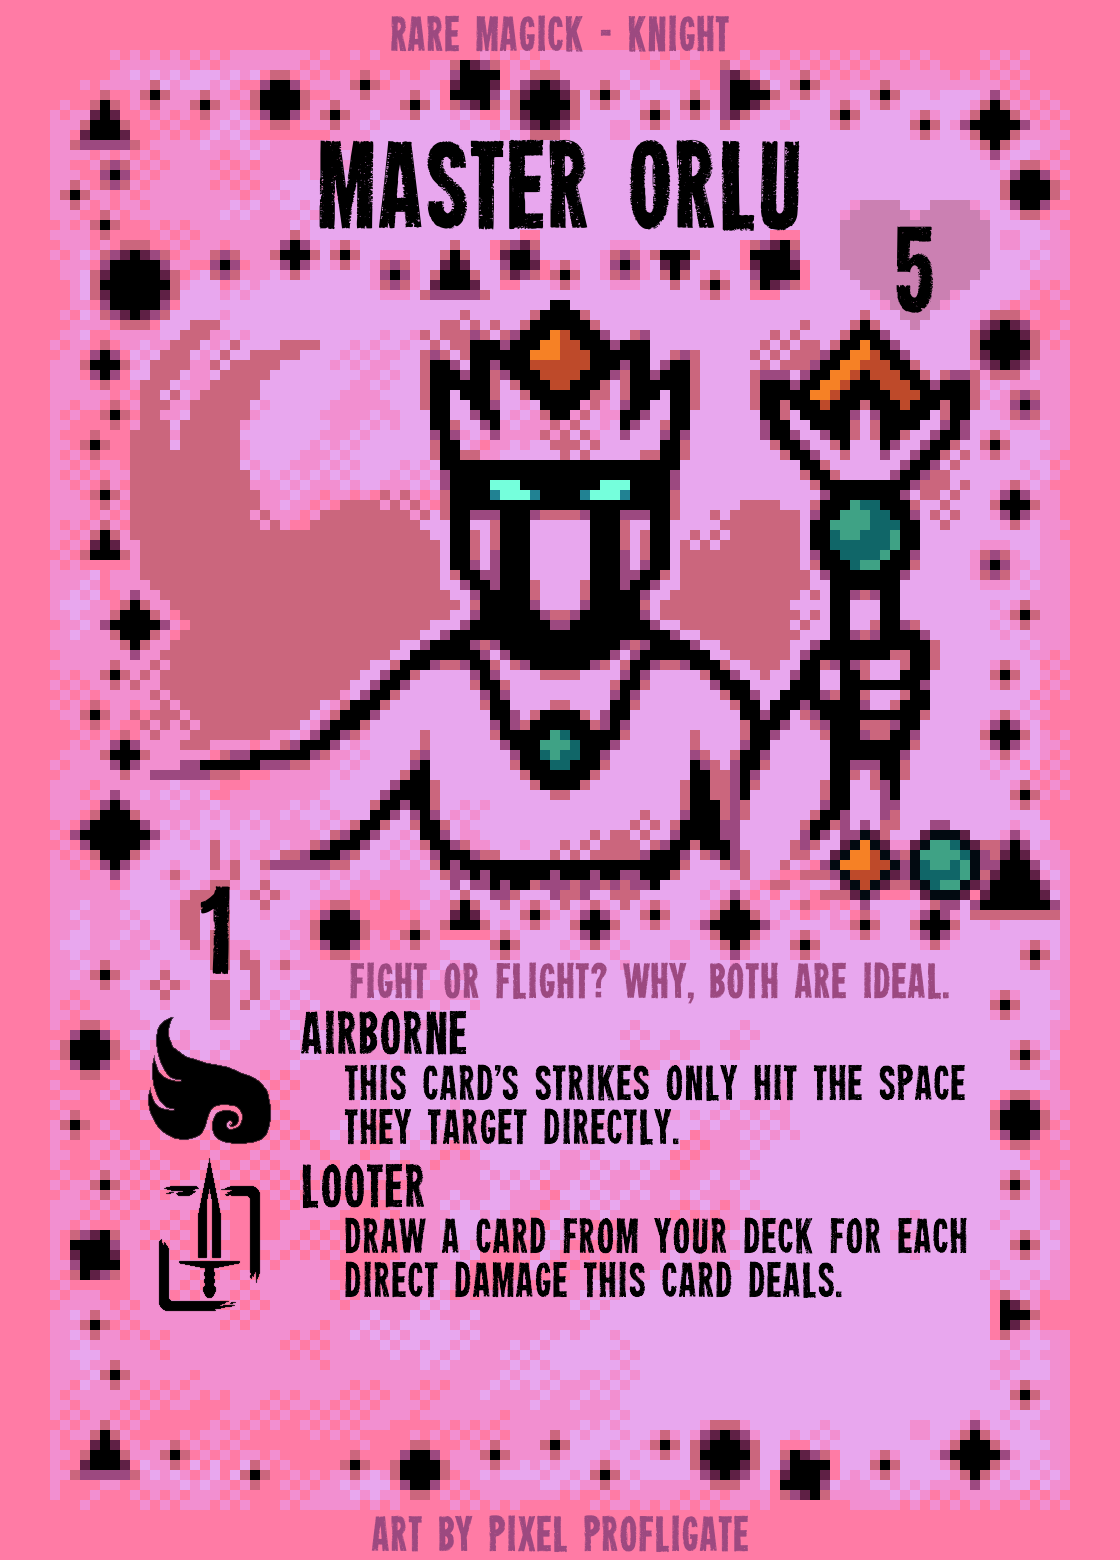 RARE MAGICK - KNIGHT
MASTER ORLU
5
1
FIGHT OR FLIGHT? WHY, BOTH ARE IDEAL.
AIRBORNE
THIS CARD'S STRIKES ONLY HIT THE SPACE
THEY TARGET DIRECTLY.
LOOTER
DRAW A CARD FROM YOUR DECK FOR EACH
DIRECT DAMAGE THIS CARD DEALS.
ART BY PIXEL PROFLIGATE